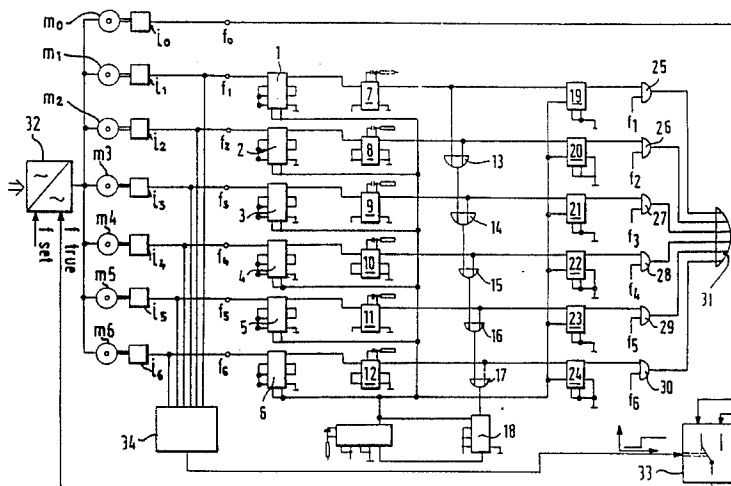 m₀ i₀ f₀
m₁ i₁ f₁ 1 7 19 25 f₁
m₂ i₂ f₂ 2 8 13 20 26 f₂
32
~
~
m3 i₃ f₃ 3 9 14 21 27 f₃
f set
f true
m4 i₄ f₄ 4 10 15 22 28 f₄ 31
m5 i₅ f₅ 5 11 16 23 29 f₅
m6 i₆ f₆ 6 12 17 24 30 f₆
34 18 33